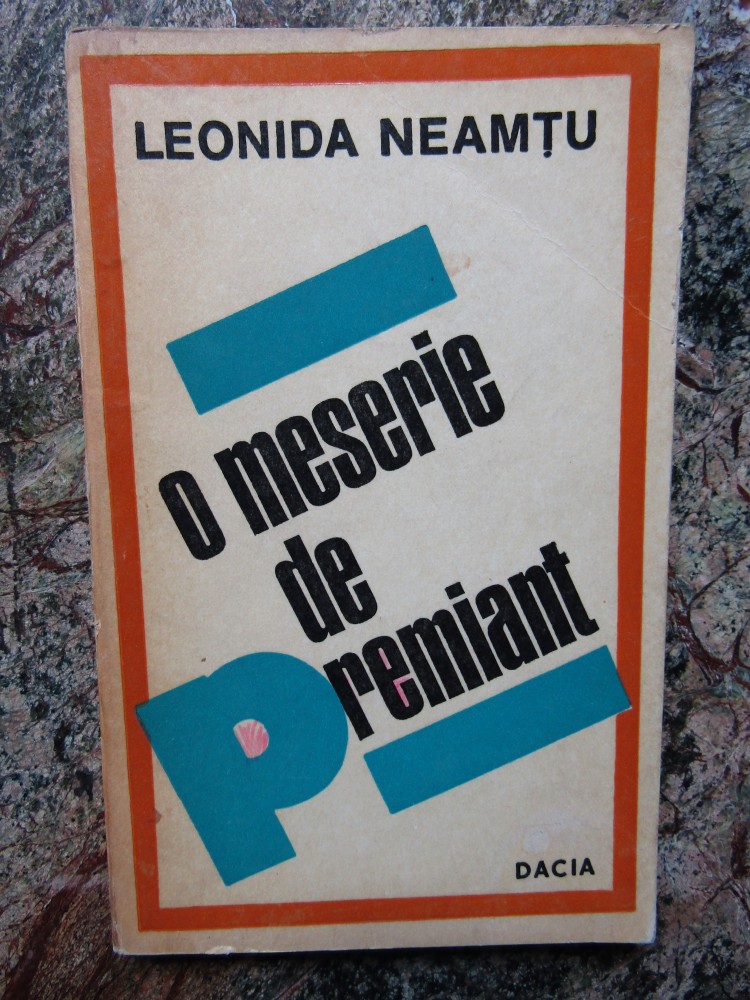 LEONIDA NEAMȚU
o meserie
de
Premiant
DACIA